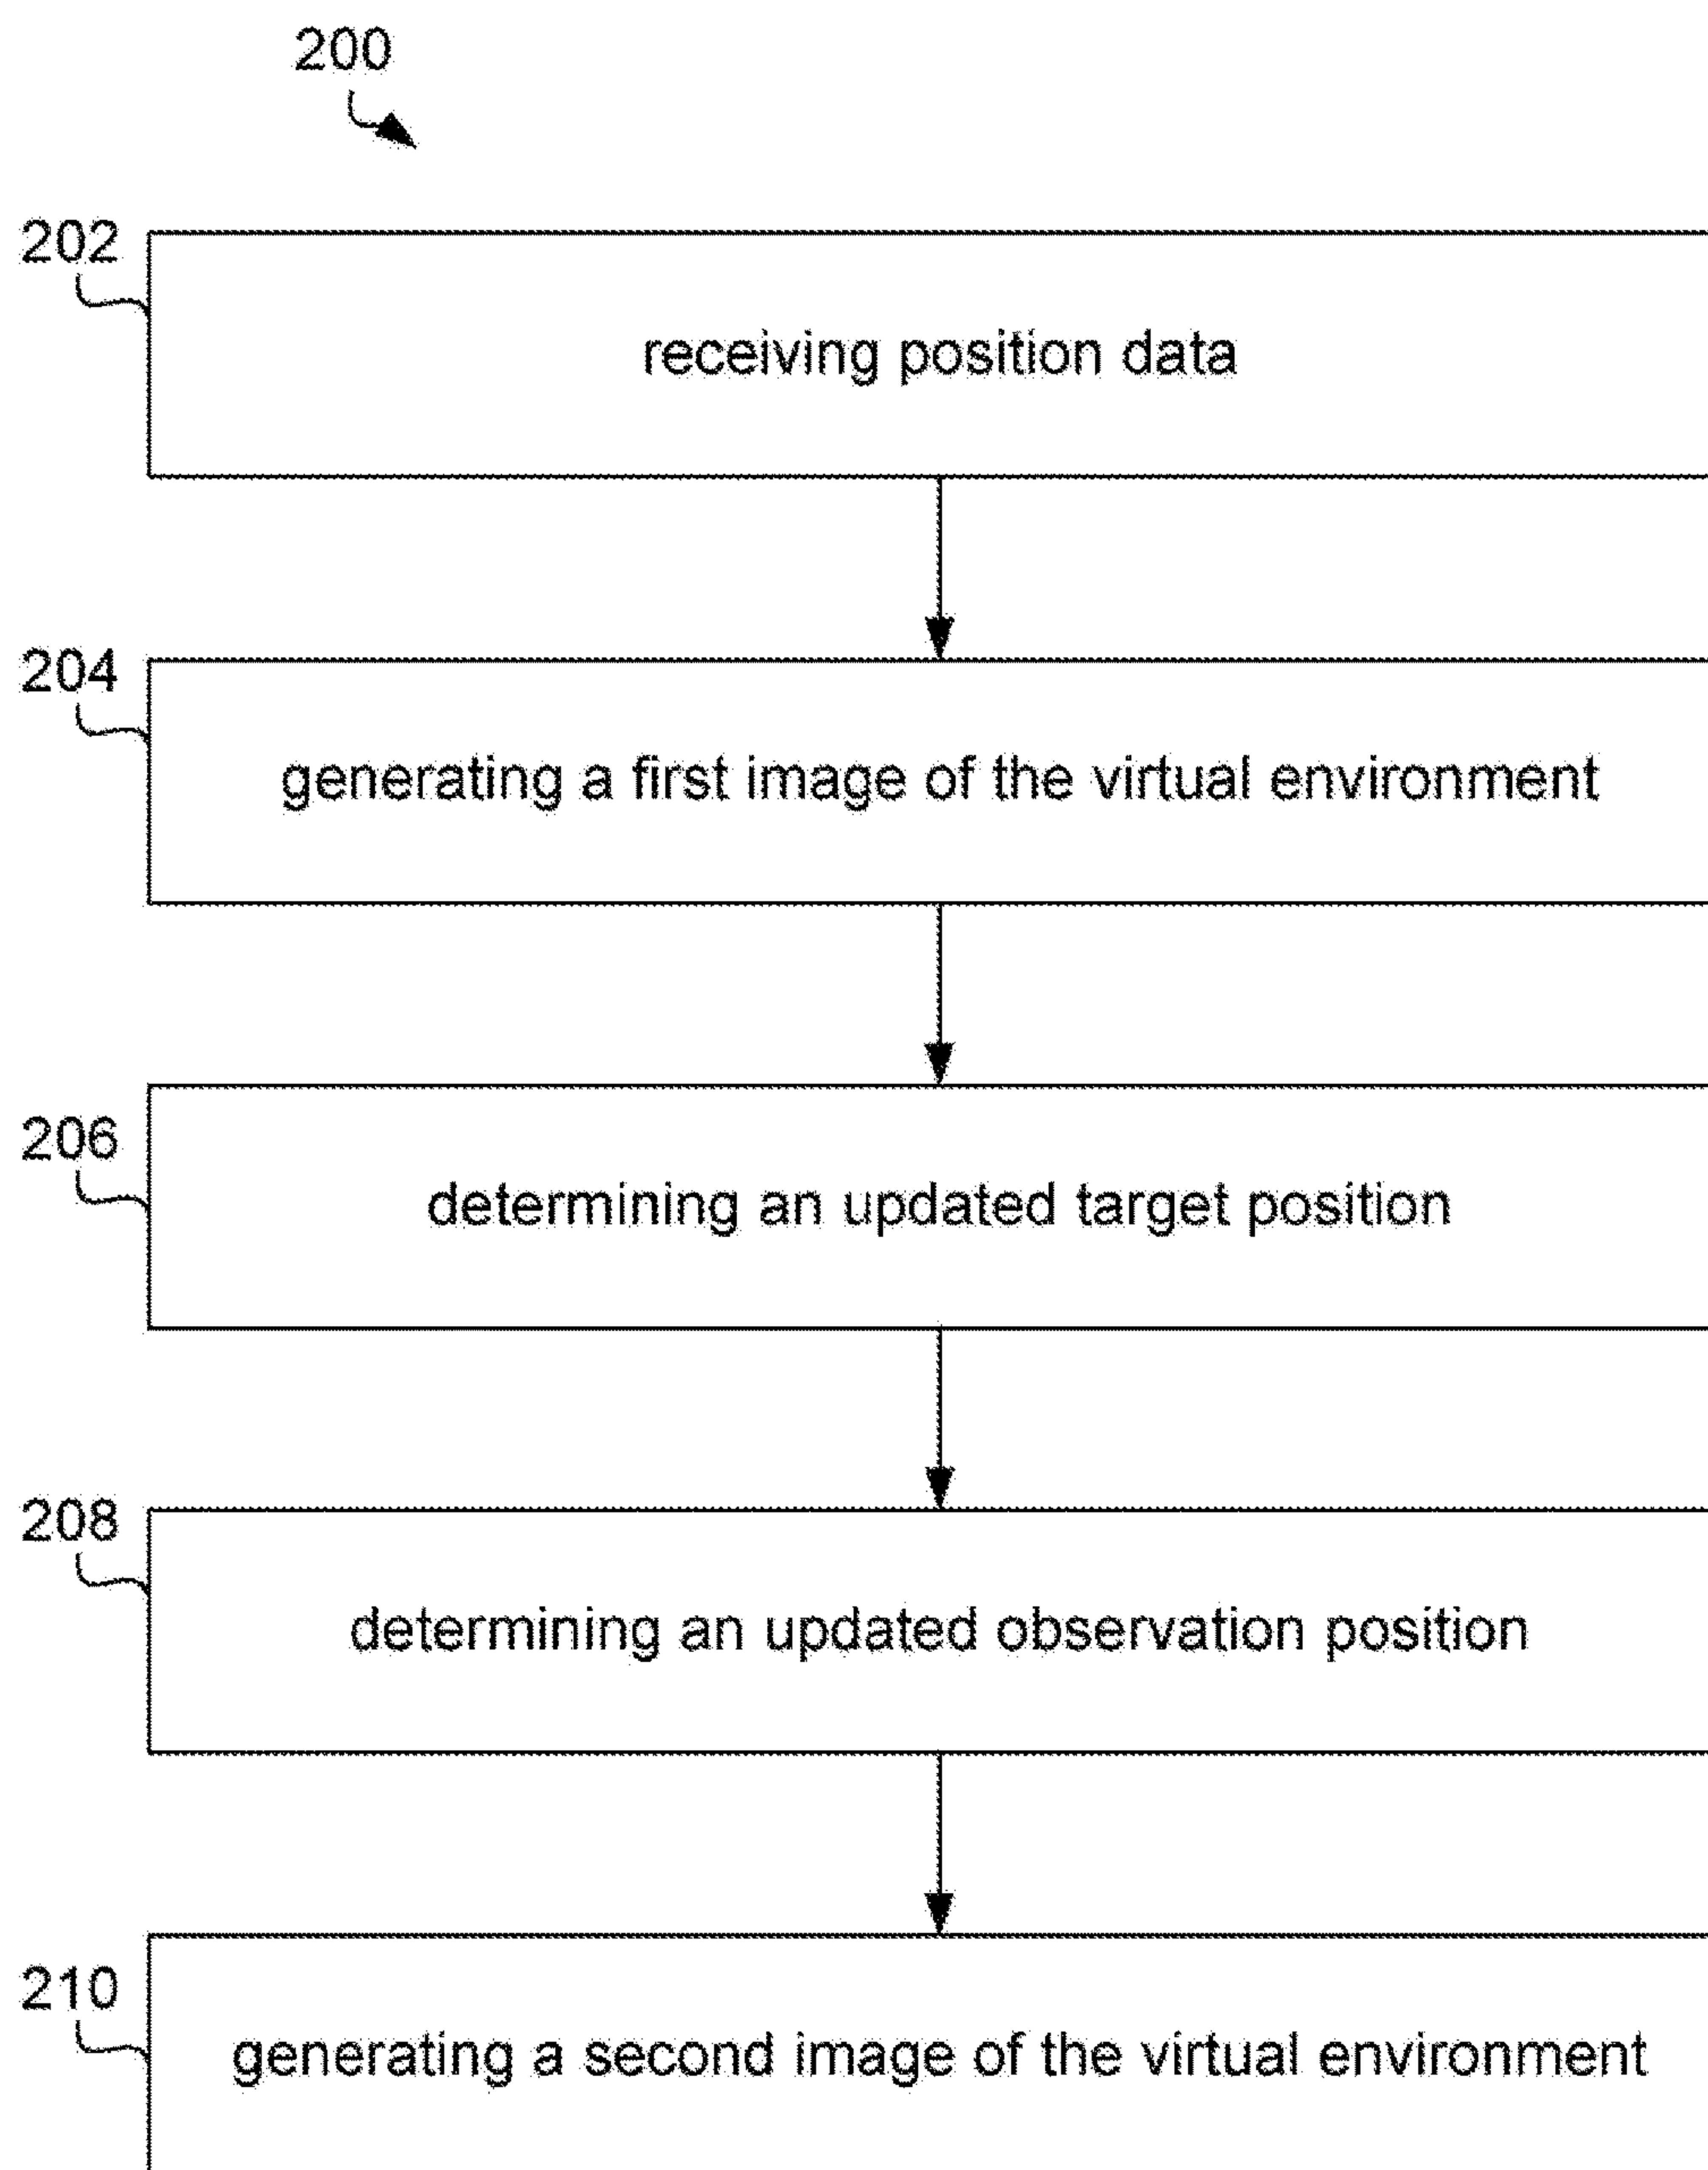 200
202
receiving position data
204
generating a first image of the virtual environment
206
determining an updated target position
208
determining an updated observation position
210
generating a second image of the virtual environment